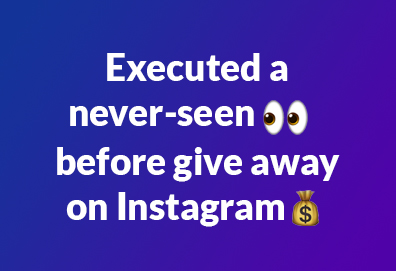 Executed a
never-seen 👀
before give away
on Instagram💰